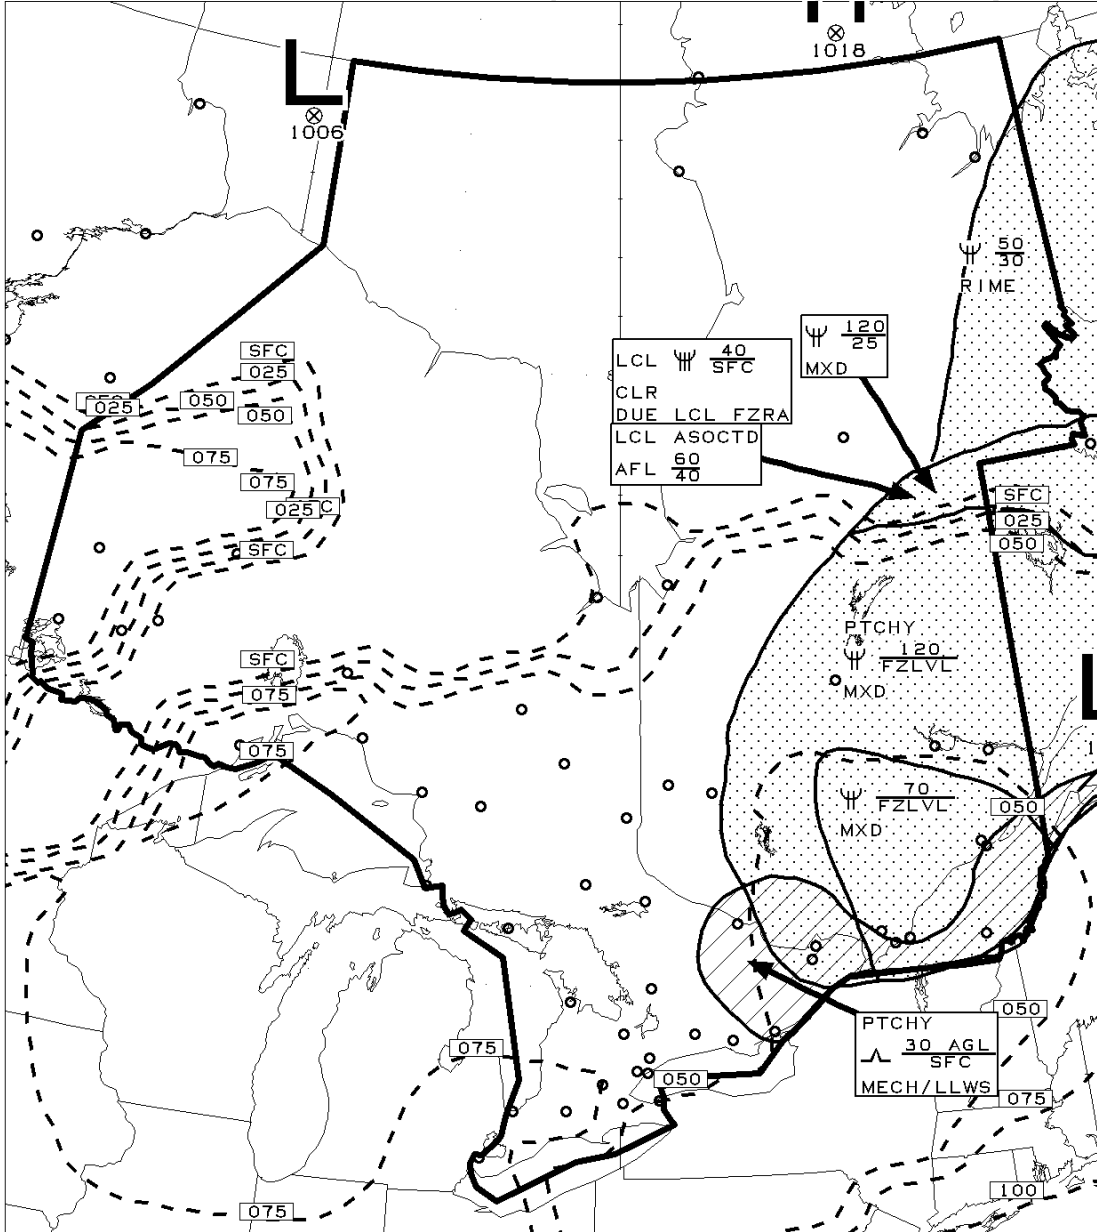 1018
L
1006
50
30
RIME
120
25
MXD
LCL 40
SFC
CLR
DUE LCL FZRA
LCL ASOCTD
AFL 60
40
SFC
025
025
050
050
075
075
025
SFC
SFC
025
050
PTCHY
120
FZLVL
MXD
SFC
075
L
1
075
70
FZLVL
MXD
050
050
PTCHY
30 AGL
SFC
MECH/LLWS
075
050
075
100
075